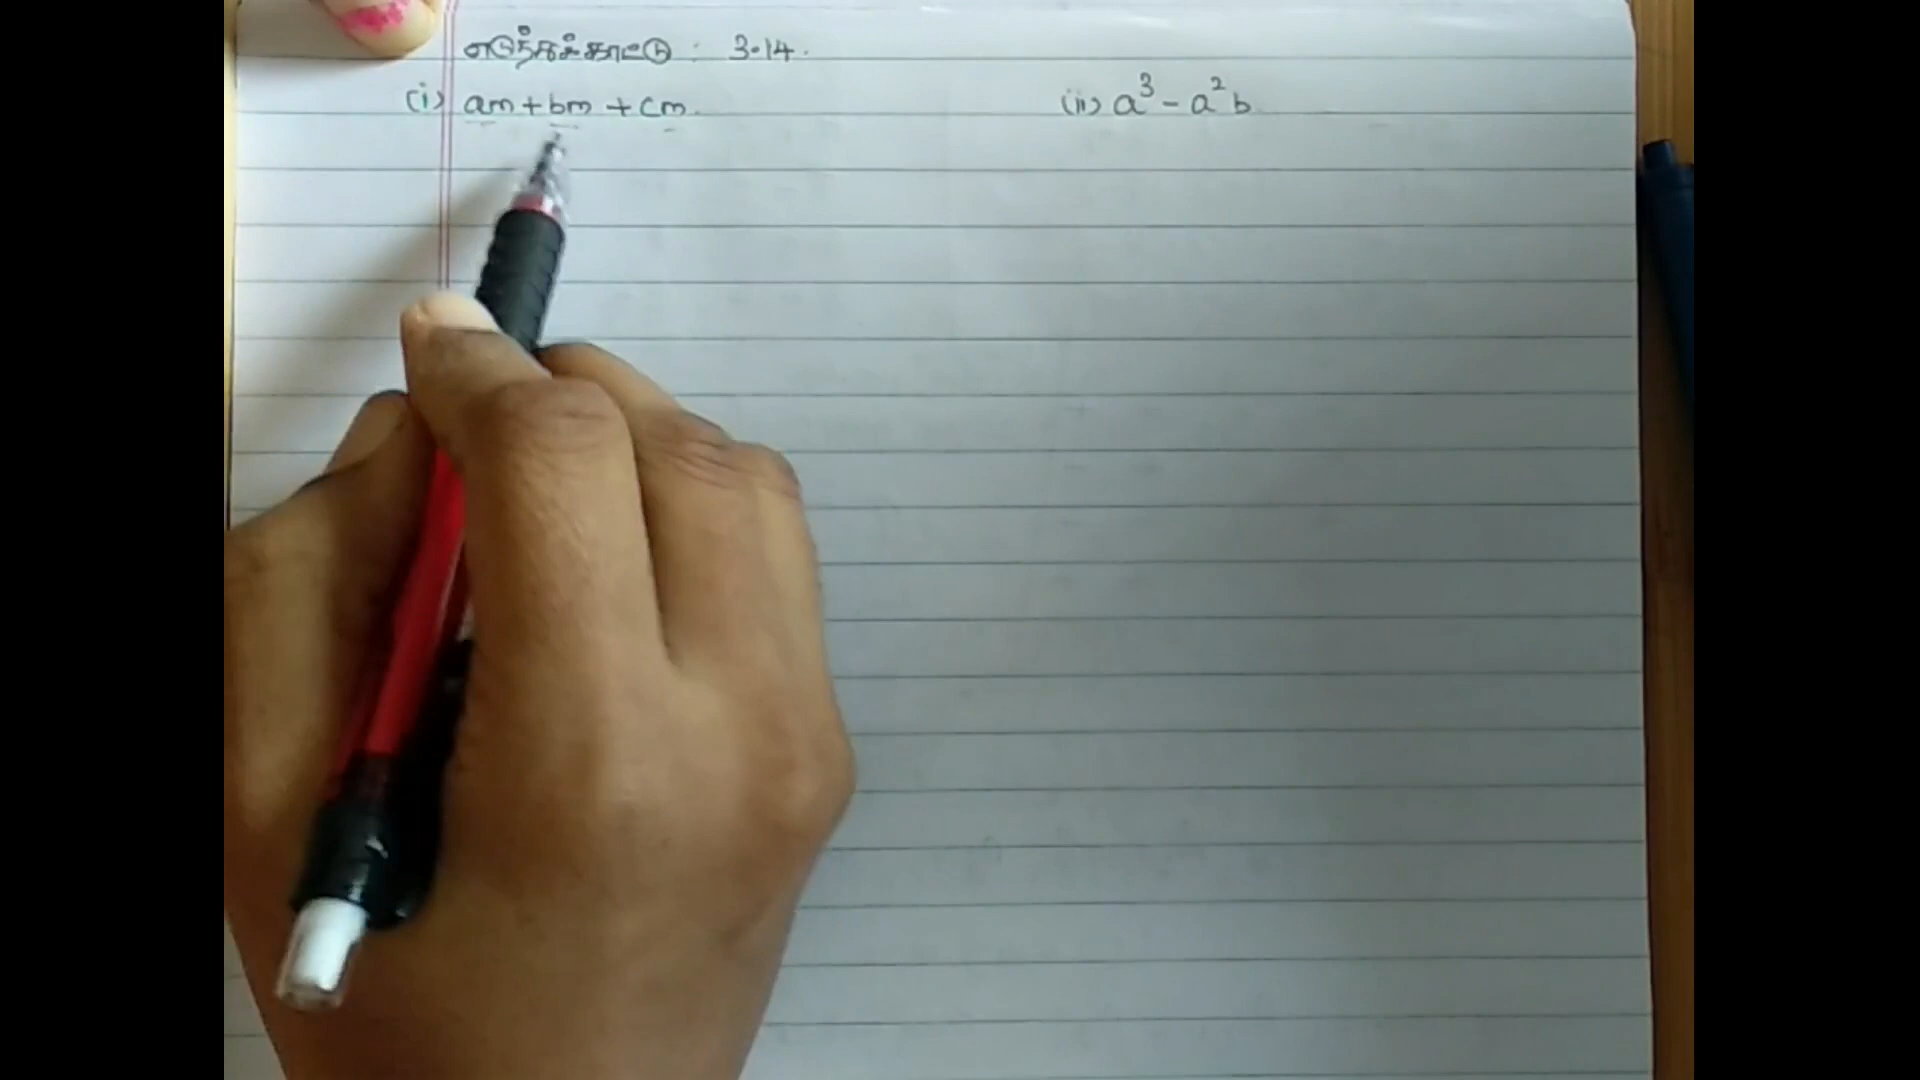 எடுத்துக்காட்டு : 3.14.
(i) am + bm + cm.
(ii) a³ - a²b